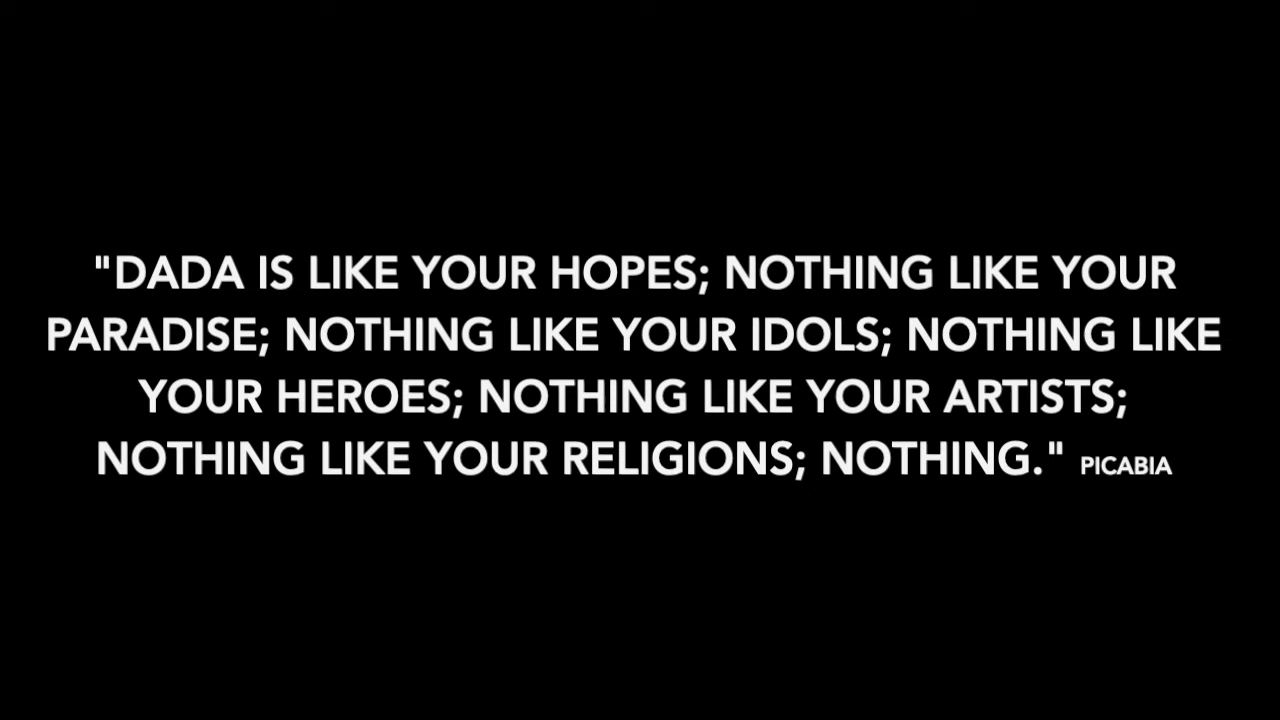 "DADA IS LIKE YOUR HOPES; NOTHING LIKE YOUR
PARADISE; NOTHING LIKE YOUR IDOLS; NOTHING LIKE
YOUR HEROES; NOTHING LIKE YOUR ARTISTS;
NOTHING LIKE YOUR RELIGIONS; NOTHING." PICABIA